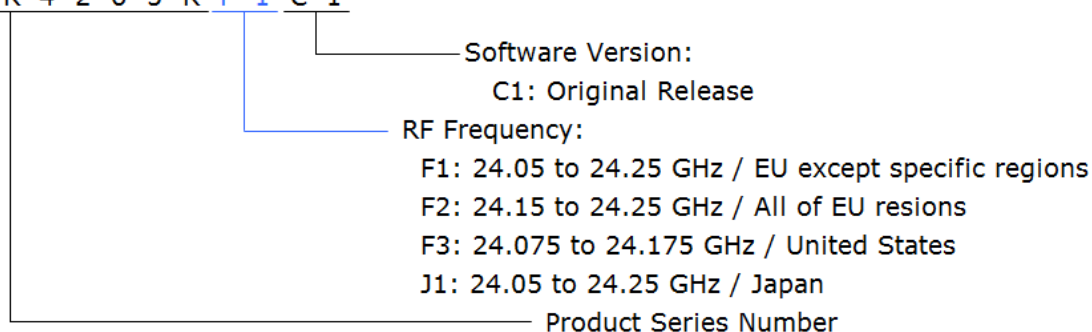 Software Version:
C1: Original Release
RF Frequency:
F1: 24.05 to 24.25 GHz / EU except specific regions
F2: 24.15 to 24.25 GHz / All of EU resions
F3: 24.075 to 24.175 GHz / United States
J1: 24.05 to 24.25 GHz / Japan
Product Series Number